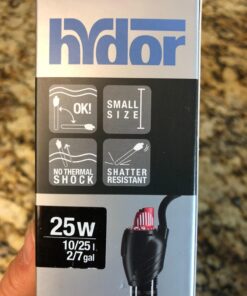 hydor
OK!
SMALL
SIZE
NO THERMAL
SHOCK
SHATTER
RESISTANT
25W
10/25 l
2/7 gal